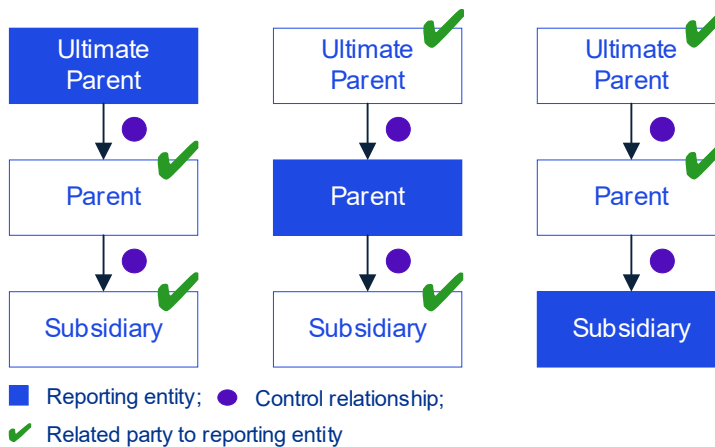 Ultimate
Parent
Ultimate
Parent
Ultimate
Parent
Parent
Parent
Parent
Subsidiary
Subsidiary
Subsidiary
Reporting entity; Control relationship;
Related party to reporting entity